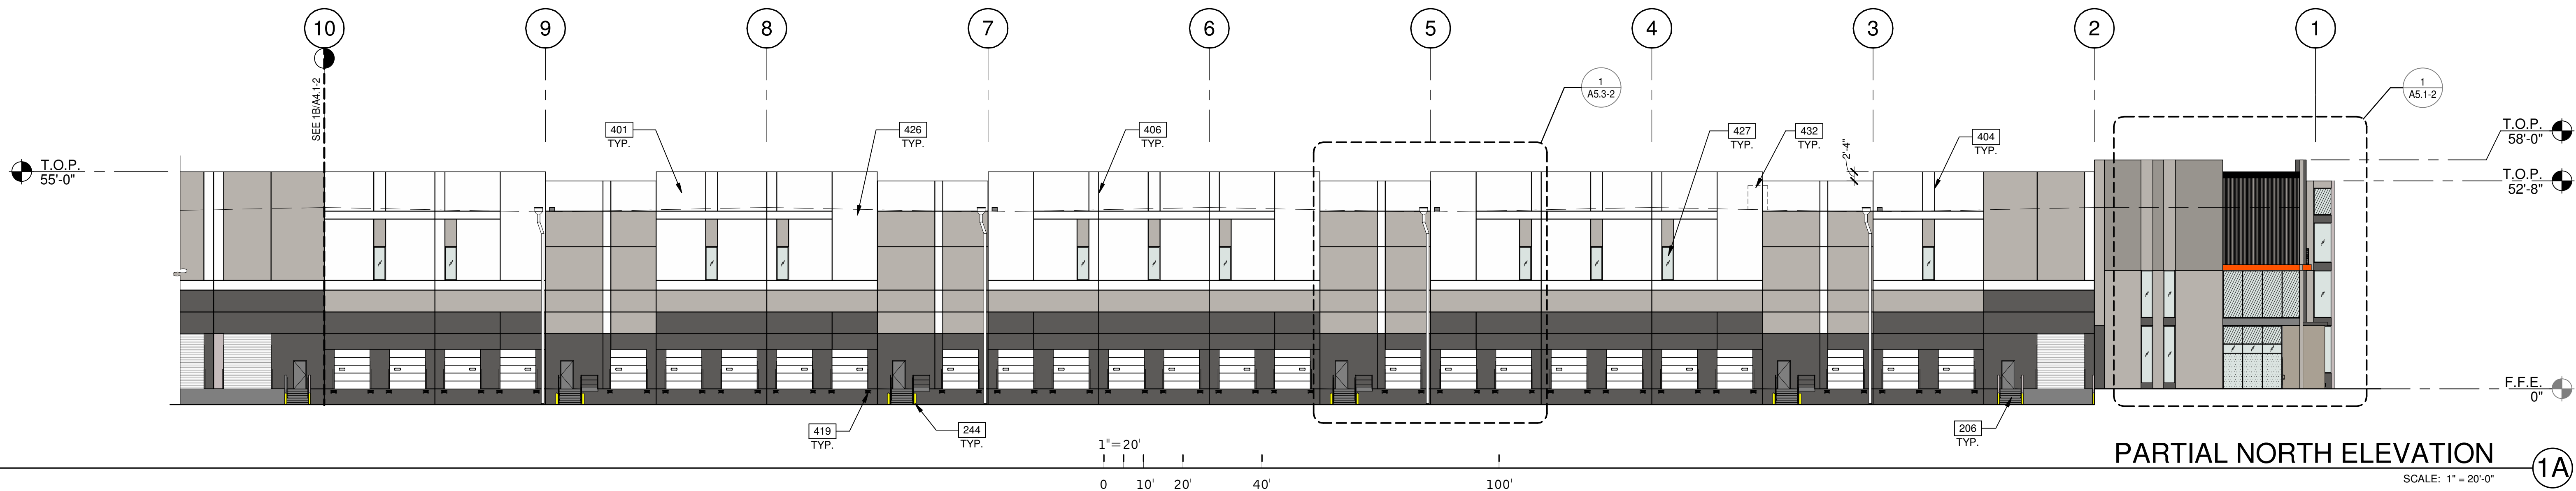 10
9
8
7
6
5
4
3
2
1
SEE 1B/A4.1-2
1
A5.3-2
1
A5.1-2
401
TYP.
426
TYP.
406
TYP.
427
TYP.
432
TYP.
2'-4"
404
TYP.
T.O.P.
55'-0"
T.O.P.
58'-0"
T.O.P.
52'-8"
F.F.E.
0"
419
TYP.
244
TYP.
206
TYP.
1"=20'
0 10' 20' 40' 100'
PARTIAL NORTH ELEVATION
SCALE: 1" = 20'-0"
1A